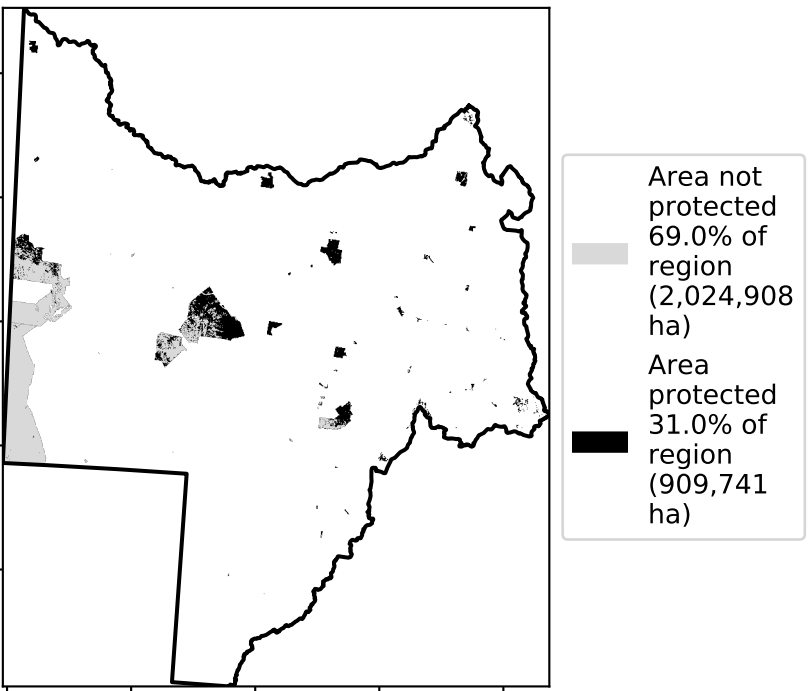 Area not
protected
69.0% of
region
(2,024,908
ha)
Area
protected
31.0% of
region
(909,741
ha)